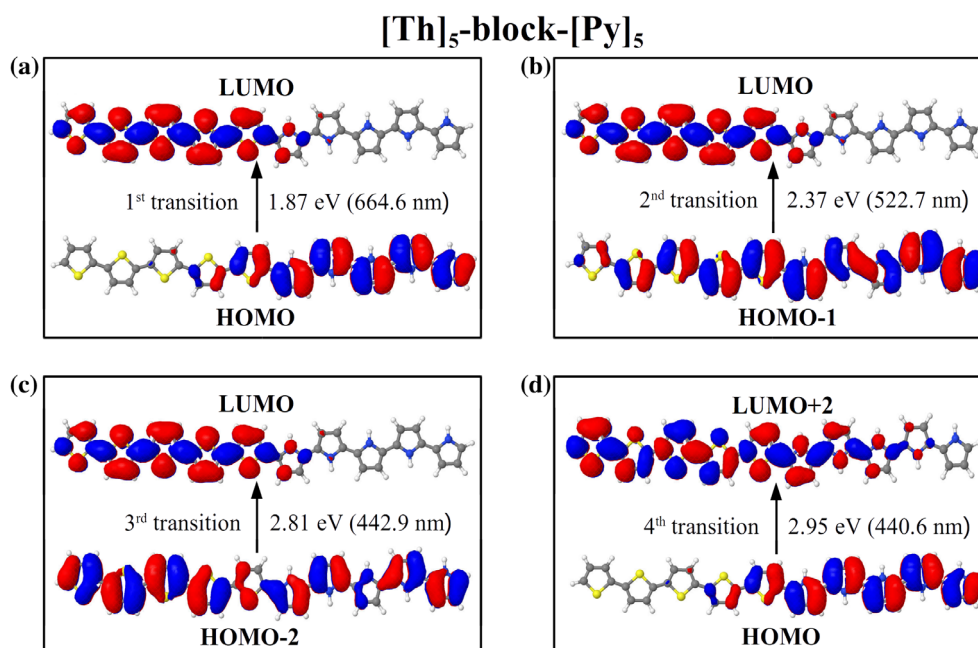 [Th]₅-block-[Py]₅
(a)
LUMO
1st transition 1.87 eV (664.6 nm)
HOMO
(b)
LUMO
2nd transition 2.37 eV (522.7 nm)
HOMO-1
(c)
LUMO
3rd transition 2.81 eV (442.9 nm)
HOMO-2
(d)
LUMO+2
4th transition 2.95 eV (440.6 nm)
HOMO